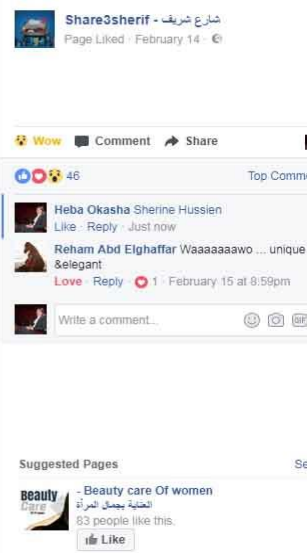 Share3sherif - شارع شريف
Page Liked · February 14 ·
Wow Comment Share
46 Top Comme
Heba Okasha Sherine Hussien
Like · Reply · Just now
Reham Abd Elghaffar Waaaaaaawo ... unique
&elegant
Love · Reply · 1 · February 15 at 8:59pm
Write a comment...
GIF
Suggested Pages Se
Beauty
Care
- Beauty care Of women
العناية بجمال المرأة
83 people like this.
Like